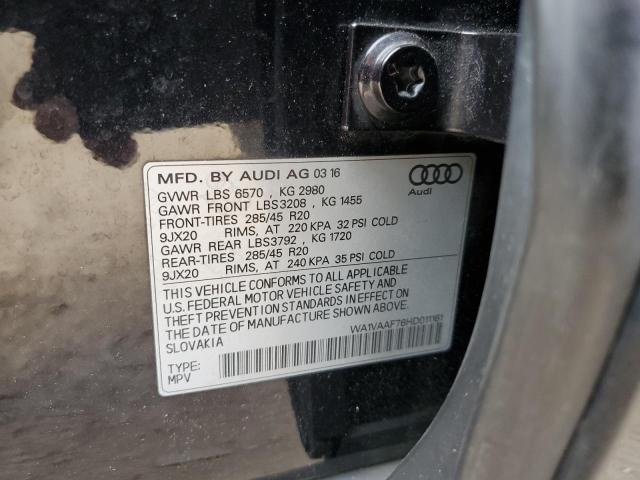 MFD. BY AUDI AG 03 16
Audi
GVWR LBS 6570 , KG 2980
GAWR FRONT LBS3208 , KG 1455
FRONT-TIRES 285/45 R20
9JX20 RIMS, AT 220 KPA 32 PSI COLD
GAWR REAR LBS3792 , KG 1720
REAR-TIRES 285/45 R20
9JX20 RIMS, AT 240 KPA 35 PSI COLD
THIS VEHICLE CONFORMS TO ALL APPLICABLE
U.S. FEDERAL MOTOR VEHICLE SAFETY AND
THEFT PREVENTION STANDARDS IN EFFECT ON
THE DATE OF MANUFACTURE SHOWN ABOVE.
SLOVAKIA
WA1VAAF76HD011161
TYPE:
MPV